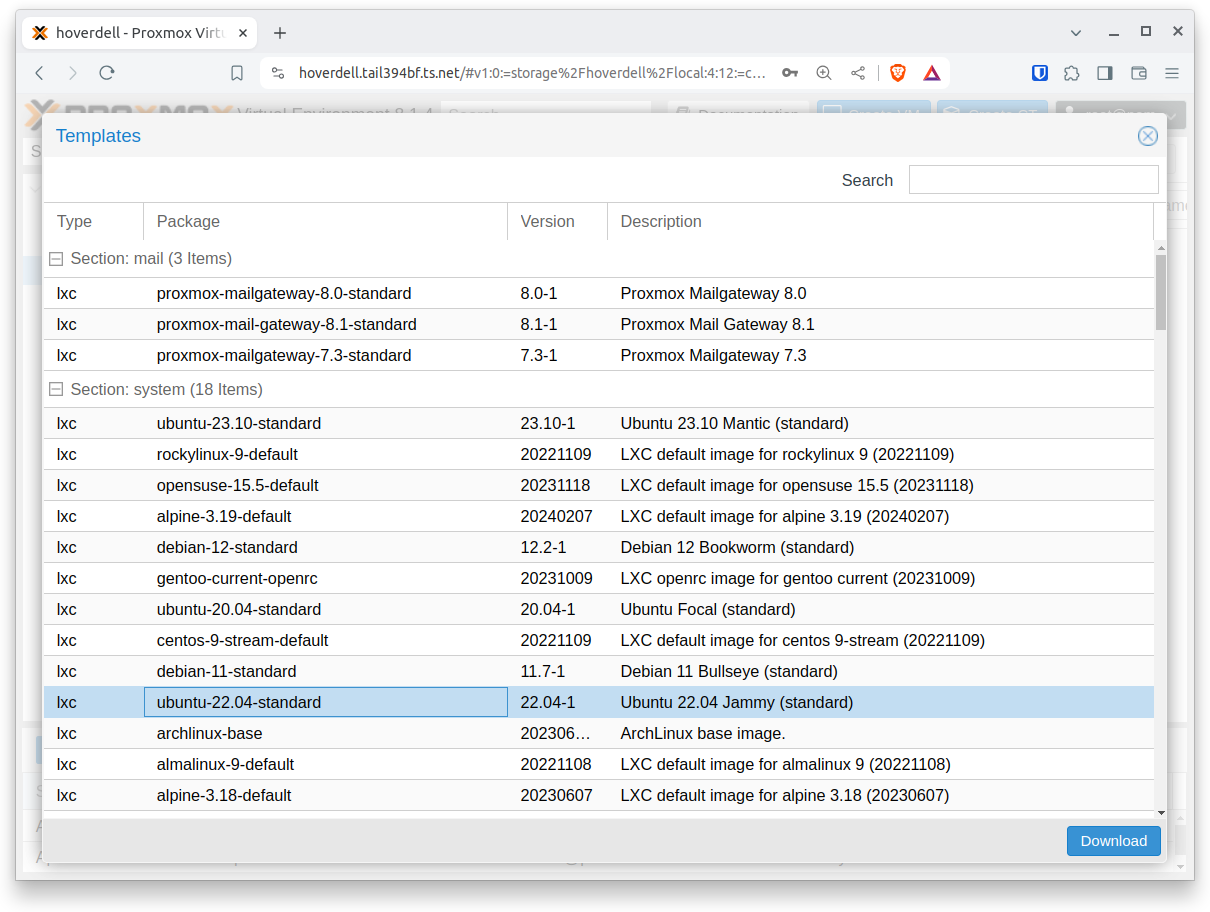 hoverdell - Proxmox Virtu
hoverdell.tail394bf.ts.net/#v1:0:=storage%2Fhoverdell%2Flocal:4:12:=c…
PROXMOX Virtual Environment 8.1.4 Search Documentation Create VM Create CT
Templates
Search
Type Package Version Description
Section: mail (3 Items)
lxc proxmox-mailgateway-8.0-standard 8.0-1 Proxmox Mailgateway 8.0
lxc proxmox-mail-gateway-8.1-standard 8.1-1 Proxmox Mail Gateway 8.1
lxc proxmox-mailgateway-7.3-standard 7.3-1 Proxmox Mailgateway 7.3
Section: system (18 Items)
lxc ubuntu-23.10-standard 23.10-1 Ubuntu 23.10 Mantic (standard)
lxc rockylinux-9-default 20221109 LXC default image for rockylinux 9 (20221109)
lxc opensuse-15.5-default 20231118 LXC default image for opensuse 15.5 (20231118)
lxc alpine-3.19-default 20240207 LXC default image for alpine 3.19 (20240207)
lxc debian-12-standard 12.2-1 Debian 12 Bookworm (standard)
lxc gentoo-current-openrc 20231009 LXC openrc image for gentoo current (20231009)
lxc ubuntu-20.04-standard 20.04-1 Ubuntu Focal (standard)
lxc centos-9-stream-default 20221109 LXC default image for centos 9-stream (20221109)
lxc debian-11-standard 11.7-1 Debian 11 Bullseye (standard)
lxc ubuntu-22.04-standard 22.04-1 Ubuntu 22.04 Jammy (standard)
lxc archlinux-base 202306… ArchLinux base image.
lxc almalinux-9-default 20221108 LXC default image for almalinux 9 (20221108)
lxc alpine-3.18-default 20230607 LXC default image for alpine 3.18 (20230607)
Download